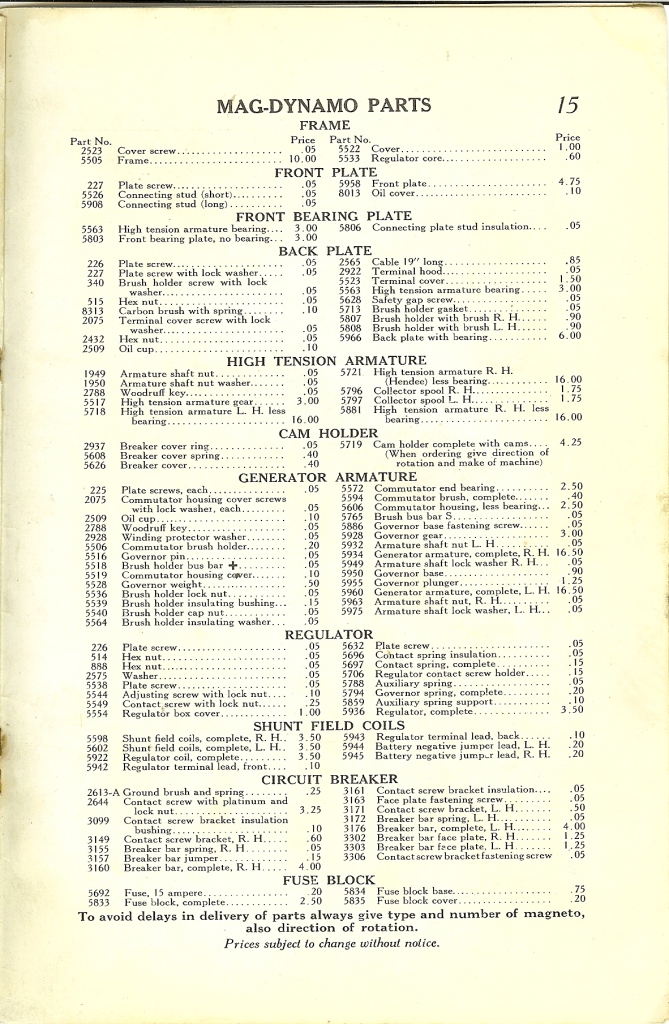 MAG-DYNAMO PARTS 15
FRAME
Part No. Price
2523 Cover screw .05
5505 Frame 10.00
Part No. Price
5522 Cover 1.00
5533 Regulator core .60
FRONT PLATE
227 Plate screw .05
5526 Connecting stud (short) .05
5908 Connecting stud (long) .05
5958 Front plate 4.75
8013 Oil cover .10
FRONT BEARING PLATE
5563 High tension armature bearing 3.00
5803 Front bearing plate, no bearing 3.00
5806 Connecting plate stud insulation .05
BACK PLATE
226 Plate screw .05
227 Plate screw with lock washer .05
340 Brush holder screw with lock
washer .05
515 Hex nut .05
8313 Carbon brush with spring .10
2075 Terminal cover screw with lock
washer .05
2432 Hex nut .05
2509 Oil cup .10
2565 Cable 19" long .85
2922 Terminal hood .05
5523 Terminal cover 1.50
5563 High tension armature bearing 3.00
5628 Safety gap screw .05
5713 Brush holder gasket .05
5807 Brush holder with brush R. H. .90
5808 Brush holder with brush L. H. .90
5966 Back plate with bearing 6.00
HIGH TENSION ARMATURE
1949 Armature shaft nut .05
1950 Armature shaft nut washer .05
2788 Woodruff key .05
5517 High tension armature gear 3.00
5718 High tension armature L. H. less
bearing 16.00
5721 High tension armature R. H.
(Hendee) less bearing 16.00
5796 Collector spool R. H. 1.75
5797 Collector spool L. H. 1.75
5881 High tension armature R. H. less
bearing 16.00
CAM HOLDER
2937 Breaker cover ring .05
5608 Breaker cover spring .40
5626 Breaker cover .40
5719 Cam holder complete with cams 4.25
(When ordering give direction of
rotation and make of machine)
GENERATOR ARMATURE
225 Plate screws, each .05
2075 Commutator housing cover screws
with lock washer, each .05
2509 Oil cup .10
2788 Woodruff key .05
2928 Winding protector washer .05
5506 Commutator brush holder .20
5516 Governor pin .05
5518 Brush holder bus bar + .05
5519 Commutator housing cover .10
5528 Governor weight .50
5536 Brush holder lock nut .05
5539 Brush holder insulating bushing .15
5540 Brush holder cap nut .05
5564 Brush holder insulating washer .05
5572 Commutator end bearing 2.50
5594 Commutator brush, complete .40
5606 Commutator housing, less bearing 2.50
5765 Brush bus bar S .05
5886 Governor base fastening screw .05
5928 Governor gear 3.00
5932 Armature shaft nut L. H. .05
5934 Generator armature, complete, R. H. 16.50
5949 Armature shaft lock washer R. H. .05
5950 Governor base .90
5955 Governor plunger 1.25
5960 Generator armature, complete, L. H. 16.50
5963 Armature shaft nut, R. H. .05
5975 Armature shaft lock washer, L. H. .05
REGULATOR
226 Plate screw .05
514 Hex nut .05
888 Hex nut .05
2575 Washer .05
5538 Plate screw .05
5544 Adjusting screw with lock nut .10
5549 Contact screw with lock nut .25
5554 Regulator box cover 1.00
5632 Plate screw .05
5696 Contact spring insulation .05
5697 Contact spring, complete .15
5706 Regulator contact screw holder .15
5788 Auxiliary spring .05
5794 Governor spring, complete .20
5859 Auxiliary spring support .10
5936 Regulator, complete 3.50
SHUNT FIELD COILS
5598 Shunt field coils, complete, R. H. 3.50
5602 Shunt field coils, complete, L. H. 3.50
5922 Regulator coil, complete 3.50
5942 Regulator terminal lead, front .10
5943 Regulator terminal lead, back .10
5944 Battery negative jumper lead, L. H. .20
5945 Battery negative jumper lead, R. H. .20
CIRCUIT BREAKER
2613-A Ground brush and spring .25
2644 Contact screw with platinum and
lock nut 3.25
3099 Contact screw bracket insulation
bushing .10
3149 Contact screw bracket, R. H. .60
3155 Breaker bar spring, R. H. .05
3157 Breaker bar jumper .15
3160 Breaker bar, complete, R. H. 4.00
3161 Contact screw bracket insulation .05
3163 Face plate fastening screw .05
3171 Contact screw bracket, L. H. .50
3172 Breaker bar spring, L. H. .05
3176 Breaker bar, complete, L. H. 4.00
3302 Breaker bar face plate, R. H. 1.25
3303 Breaker bar face plate, L. H. 1.25
3306 Contact screw bracket fastening screw .05
FUSE BLOCK
5692 Fuse, 15 ampere .20
5833 Fuse block, complete 2.50
5834 Fuse block base .75
5835 Fuse block cover .20
To avoid delays in delivery of parts always give type and number of magneto,
also direction of rotation.
Prices subject to change without notice.